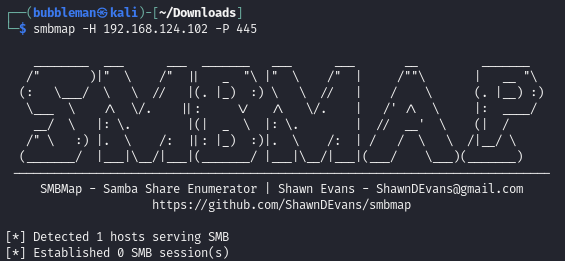 ┌──(bubbleman㉿kali)-[~/Downloads]
└─$ smbmap -H 192.168.124.102 -P 445
SMBMAP
SMBMap - Samba Share Enumerator | Shawn Evans - ShawnDEvans@gmail.com
https://github.com/ShawnDEvans/smbmap
[*] Detected 1 hosts serving SMB
[*] Established 0 SMB session(s)